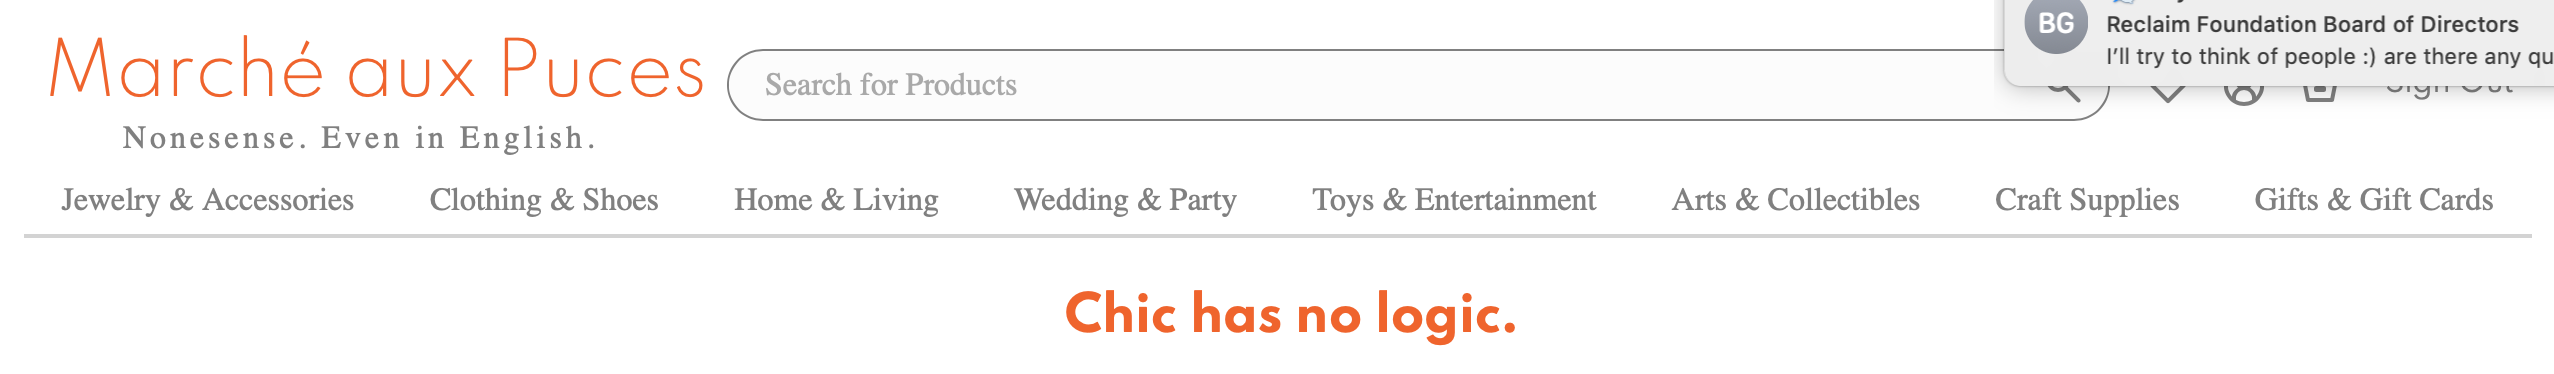 Marché aux Puces
Nonesense. Even in English.
Search for Products
BG
Reclaim Foundation Board of Directors
I'll try to think of people :) are there any qu
Sign Out
Jewelry & Accessories
Clothing & Shoes
Home & Living
Wedding & Party
Toys & Entertainment
Arts & Collectibles
Craft Supplies
Gifts & Gift Cards
Chic has no logic.